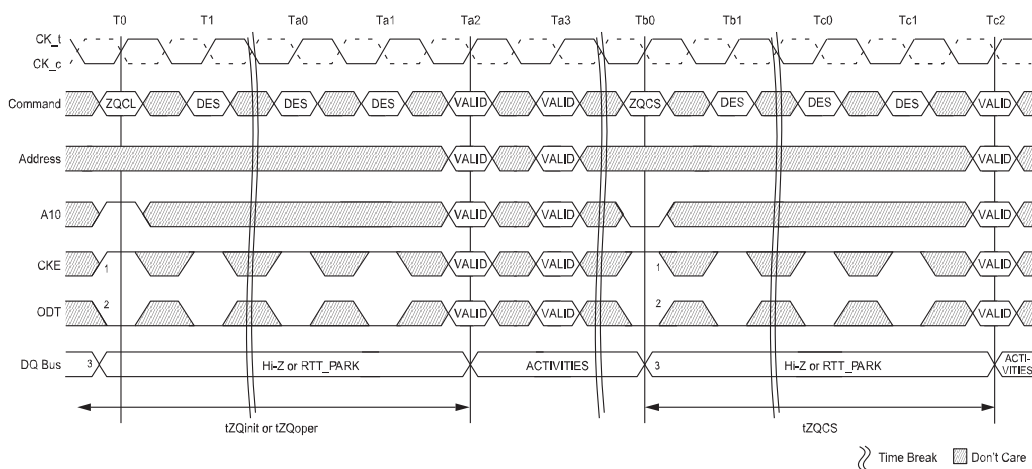 T0 T1 Ta0 Ta1 Ta2 Ta3 Tb0 Tb1 Tc0 Tc1 Tc2
CK_t
CK_c
Command ZQCL DES DES DES VALID VALID ZQCS DES DES DES VALID
Address VALID VALID VALID
A10 VALID VALID VALID
CKE 1 VALID VALID 1 VALID
ODT 2 VALID VALID 2 VALID
DQ Bus 3 Hi-Z or RTT_PARK ACTIVITIES 3 Hi-Z or RTT_PARK ACTI-
VITIES
tZQinit or tZQoper tZQCS
Time Break Don't Care